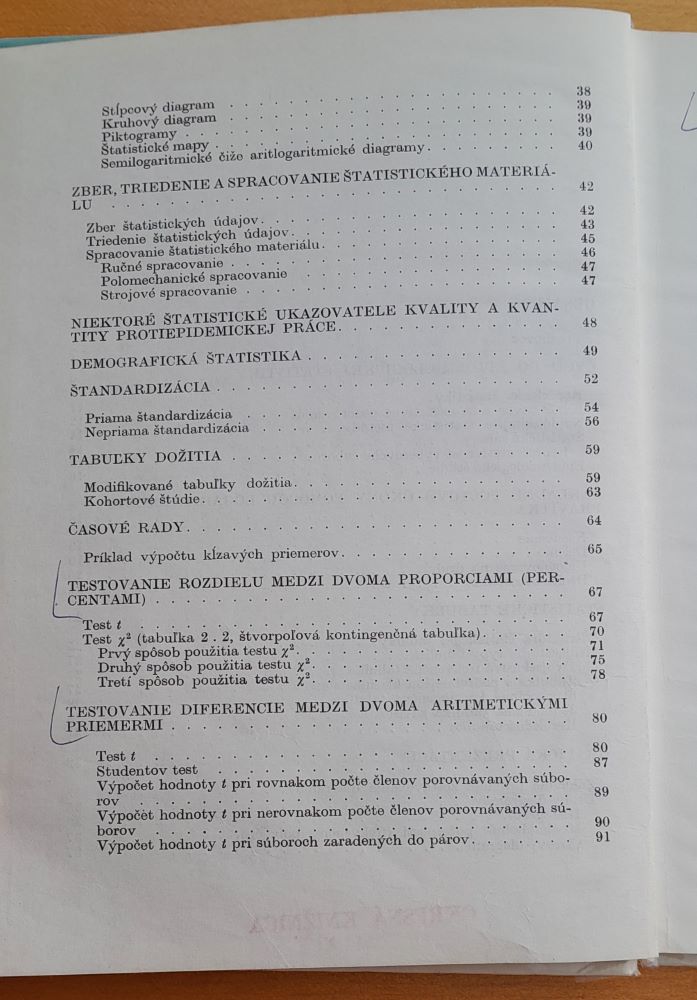 Stĺpcový diagram . . . . . . . . . . . . . . . . . . . . . . 38
Kruhový diagram . . . . . . . . . . . . . . . . . . . . . . 39
Piktogramy . . . . . . . . . . . . . . . . . . . . . . . . 39
Štatistické mapy . . . . . . . . . . . . . . . . . . . . . . 39
Semilogaritmické čiže aritlogaritmické diagramy. . . . . . . . . 40
ZBER, TRIEDENIE A SPRACOVANIE ŠTATISTICKÉHO MATERIÁ-
LU . . . . . . . . . . . . . . . . . . . . . . . . . . . . 42
Zber štatistických údajov. . . . . . . . . . . . . . . . . . . 42
Triedenie štatistických údajov. . . . . . . . . . . . . . . . . 43
Spracovanie štatistického materiálu. . . . . . . . . . . . . . . 45
Ručné spracovanie . . . . . . . . . . . . . . . . . . . . . 46
Polomechanické spracovanie . . . . . . . . . . . . . . . . . 47
Strojové spracovanie . . . . . . . . . . . . . . . . . . . . 47
NIEKTORÉ ŠTATISTICKÉ UKAZOVATELE KVALITY A KVAN-
TITY PROTIEPIDEMICKEJ PRÁCE. . . . . . . . . . . . . . . 48
DEMOGRAFICKÁ ŠTATISTIKA . . . . . . . . . . . . . . . . . 49
ŠTANDARDIZÁCIA . . . . . . . . . . . . . . . . . . . . . . 52
Priama štandardizácia . . . . . . . . . . . . . . . . . . . . 54
Nepriama štandardizácia . . . . . . . . . . . . . . . . . . . 56
TABUĽKY DOŽITIA . . . . . . . . . . . . . . . . . . . . . 59
Modifikované tabuľky dožitia. . . . . . . . . . . . . . . . . . 59
Kohortové štúdie. . . . . . . . . . . . . . . . . . . . . . . 63
ČASOVÉ RADY. . . . . . . . . . . . . . . . . . . . . . . . 64
Príklad výpočtu kĺzavých priemerov. . . . . . . . . . . . . . . 65
TESTOVANIE ROZDIELU MEDZI DVOMA PROPORCIAMI (PER-
CENTAMI) . . . . . . . . . . . . . . . . . . . . . . . . . 67
Test t . . . . . . . . . . . . . . . . . . . . . . . . . . . 67
Test χ² (tabuľka 2 . 2, štvorpoľová kontingenčná tabuľka). . . . . . 70
Prvý spôsob použitia testu χ². . . . . . . . . . . . . . . . . 71
Druhý spôsob použitia testu χ². . . . . . . . . . . . . . . . 75
Tretí spôsob použitia testu χ². . . . . . . . . . . . . . . . . 78
TESTOVANIE DIFERENCIE MEDZI DVOMA ARITMETICKÝMI
PRIEMERMI . . . . . . . . . . . . . . . . . . . . . . . . 80
Test t . . . . . . . . . . . . . . . . . . . . . . . . . . . 80
Studentov test . . . . . . . . . . . . . . . . . . . . . . . 87
Výpočet hodnoty t pri rovnakom počte členov porovnávaných súbo-
rov . . . . . . . . . . . . . . . . . . . . . . . . . . . . 89
Výpočet hodnoty t pri nerovnakom počte členov porovnávaných sú-
borov . . . . . . . . . . . . . . . . . . . . . . . . . . . 90
Výpočet hodnoty t pri súboroch zaradených do párov. . . . . . . 91